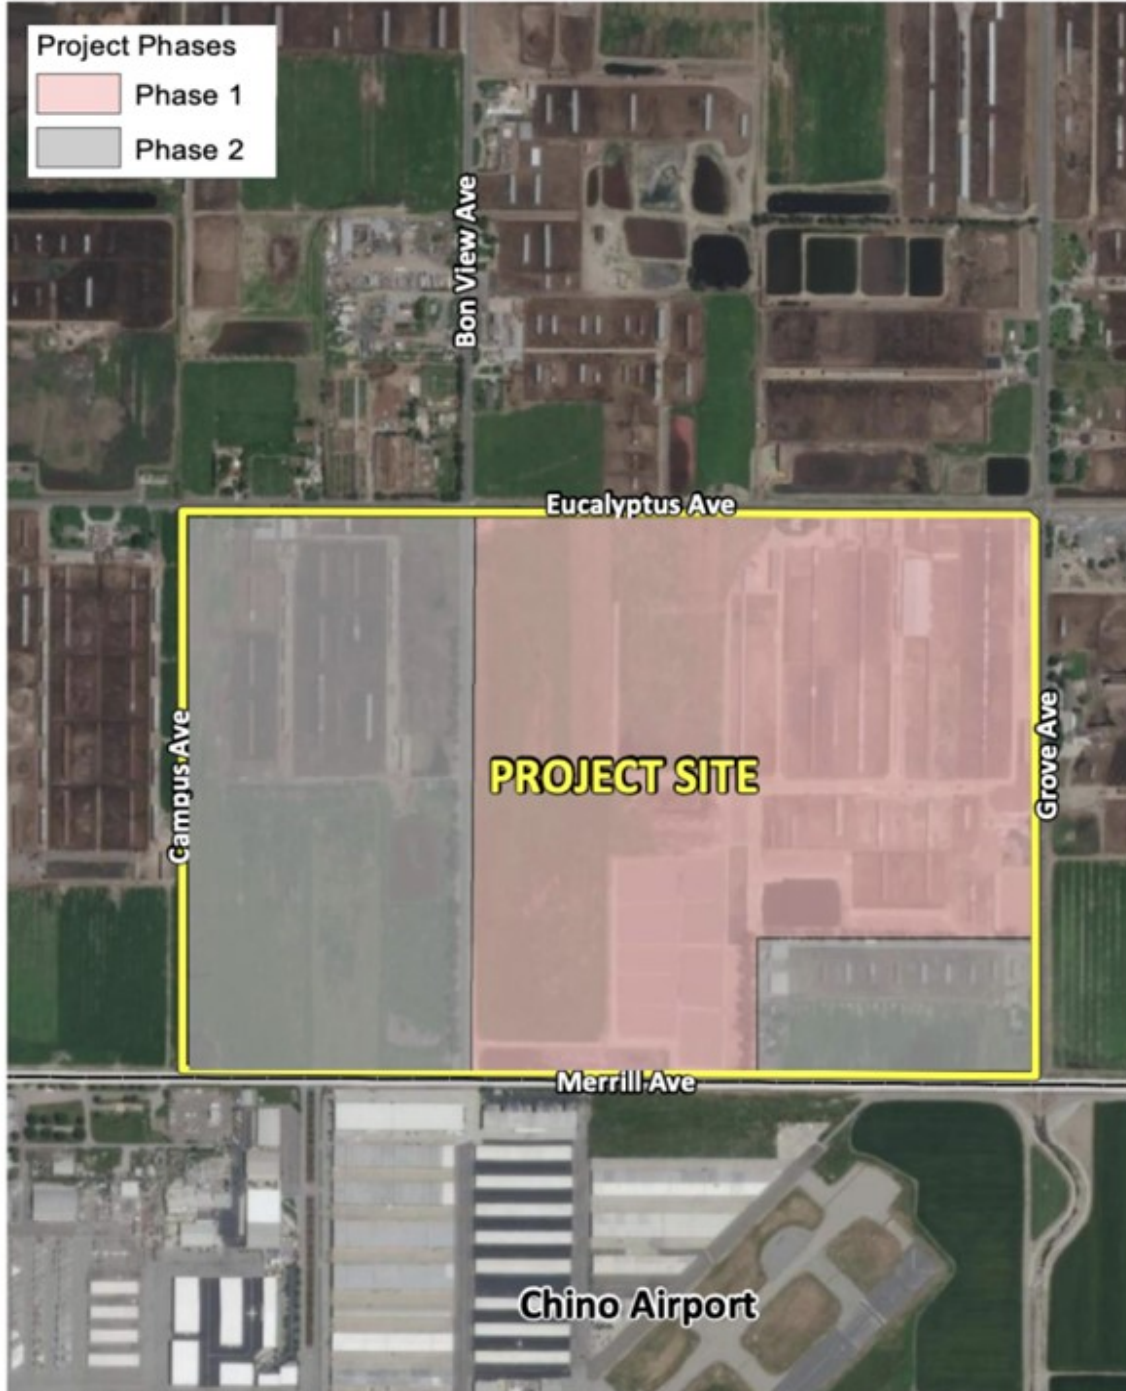 Project Phases
Phase 1
Phase 2
Bon View Ave
Eucalyptus Ave
Campus Ave
PROJECT SITE
Grove Ave
Merrill Ave
Chino Airport